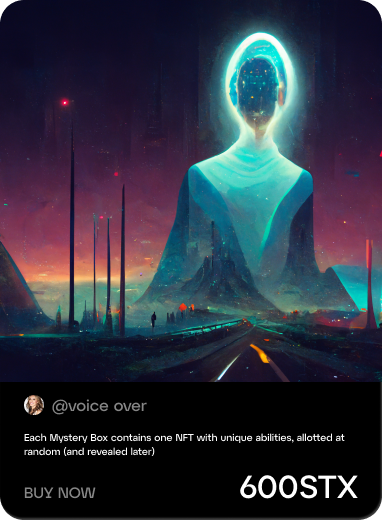 @voice over
Each Mystery Box contains one NFT with unique abilities, allotted at
random (and revealed later)
BUY NOW
600STX